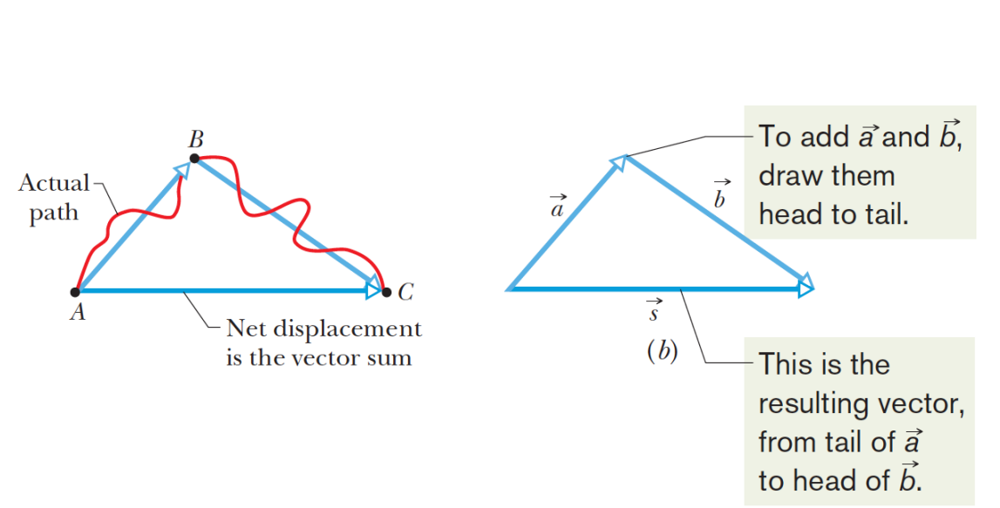 B
Actual
path
A
C
Net displacement
is the vector sum
a⃗
b⃗
s⃗
(b)
To add a⃗ and b⃗,
draw them
head to tail.
This is the
resulting vector,
from tail of a⃗
to head of b⃗.